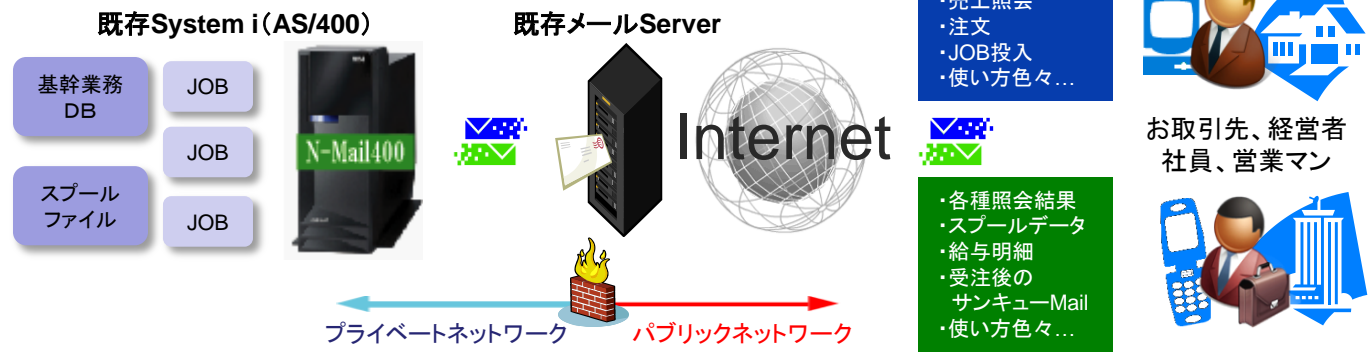 既存System i(AS/400)
既存メールServer
基幹業務
DB
スプール
ファイル
JOB
JOB
JOB
N-Mail400
Internet
・注文
・JOB投入
・使い方色々…
お取引先、経営者
社員、営業マン
・各種照会結果
・スプールデータ
・給与明細
・受注後の
サンキューMail
・使い方色々…
プライベートネットワーク
パブリックネットワーク